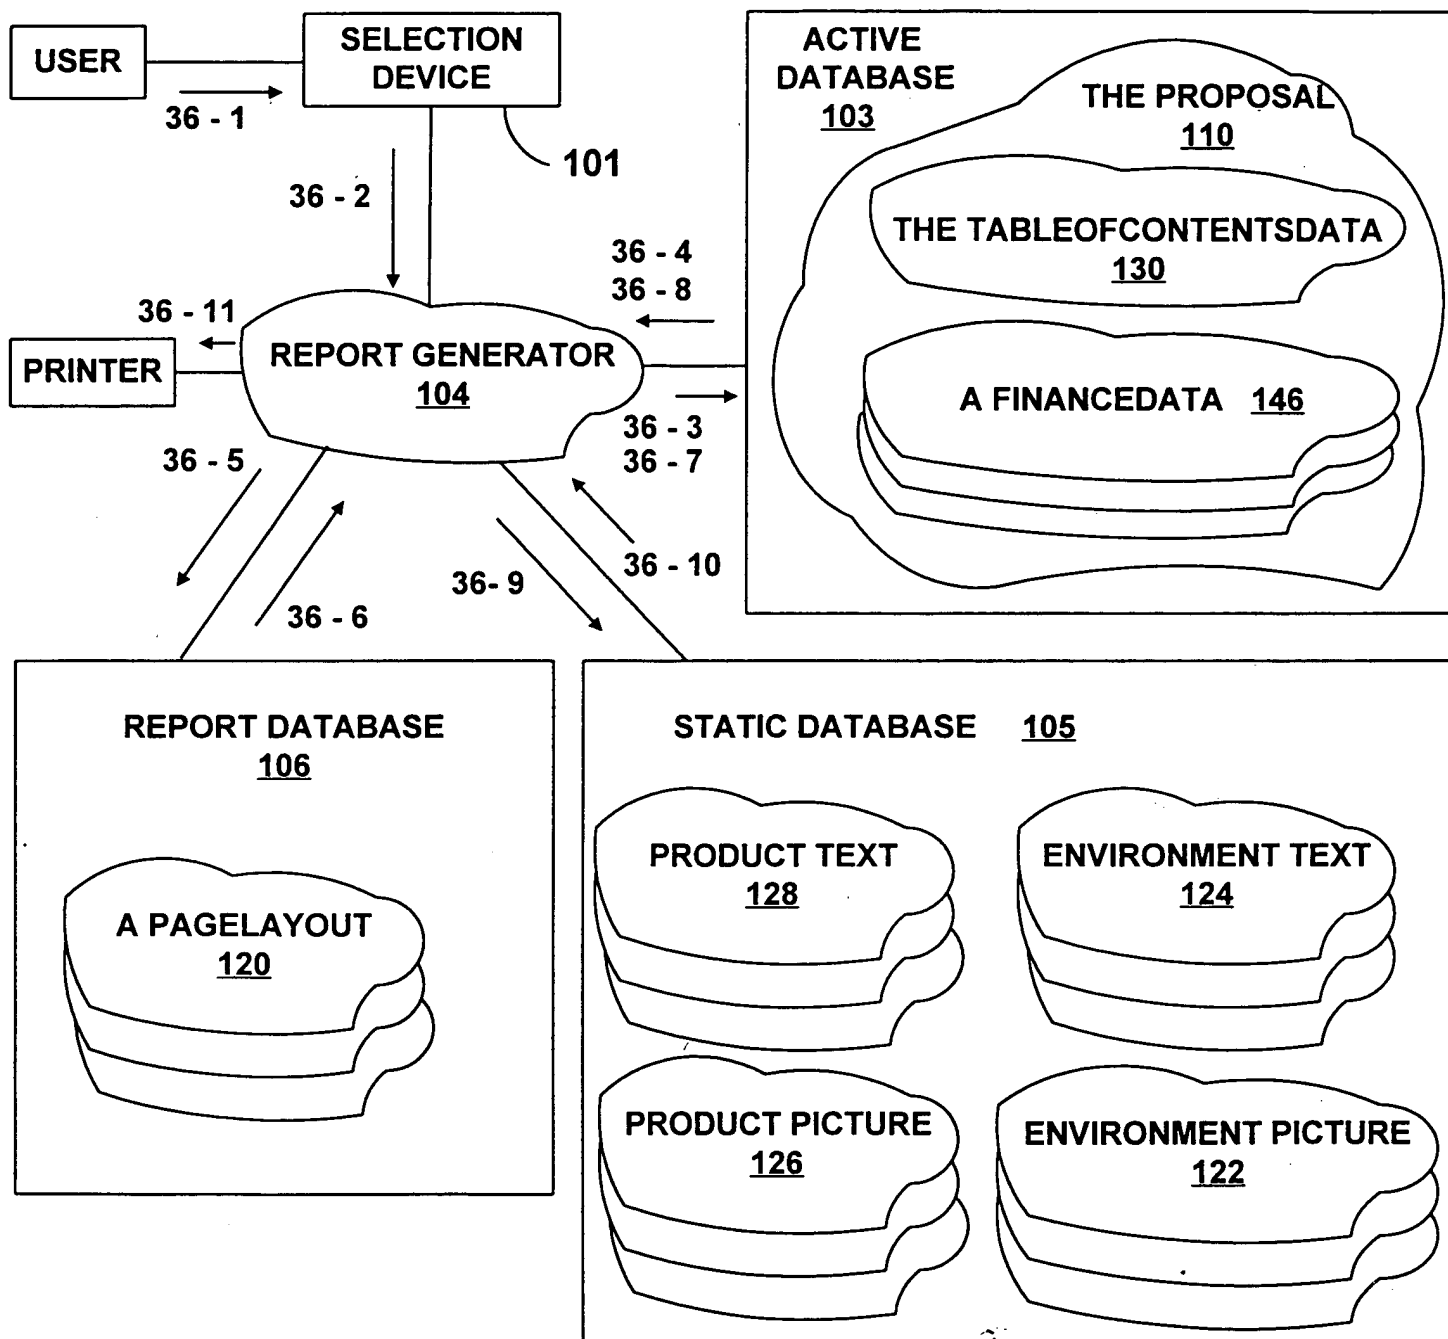 USER
36 - 1
SELECTION
DEVICE
101
36 - 2
ACTIVE
DATABASE
103
THE PROPOSAL
110
THE TABLEOFCONTENTSDATA
130
A FINANCEDATA 146
36 - 4
36 - 8
36 - 11
PRINTER
REPORT GENERATOR
104
36 - 3
36 - 7
36 - 5
36 - 6
36- 9
36 - 10
REPORT DATABASE
106
A PAGELAYOUT
120
STATIC DATABASE 105
PRODUCT TEXT
128
ENVIRONMENT TEXT
124
PRODUCT PICTURE
126
ENVIRONMENT PICTURE
122